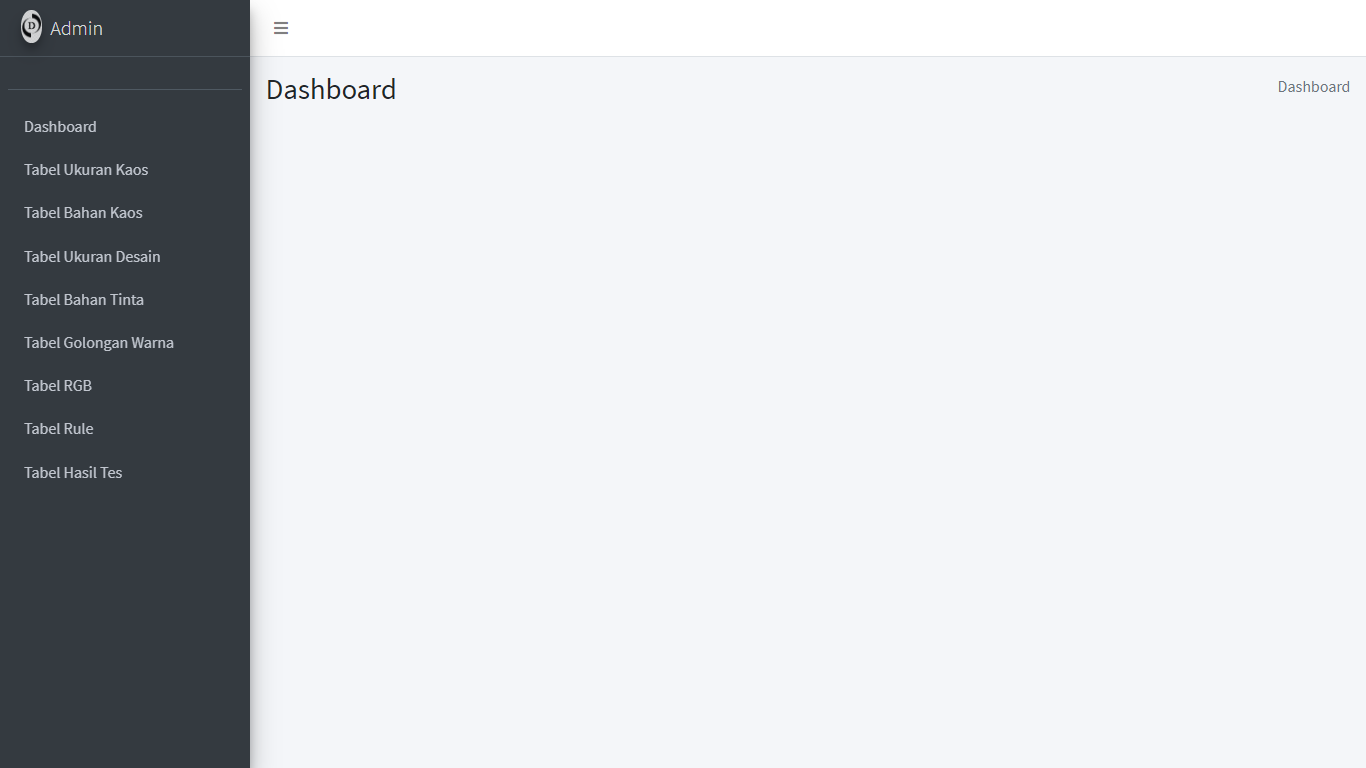 D
Admin
Dashboard
Dashboard
Dashboard
Tabel Ukuran Kaos
Tabel Bahan Kaos
Tabel Ukuran Desain
Tabel Bahan Tinta
Tabel Golongan Warna
Tabel RGB
Tabel Rule
Tabel Hasil Tes